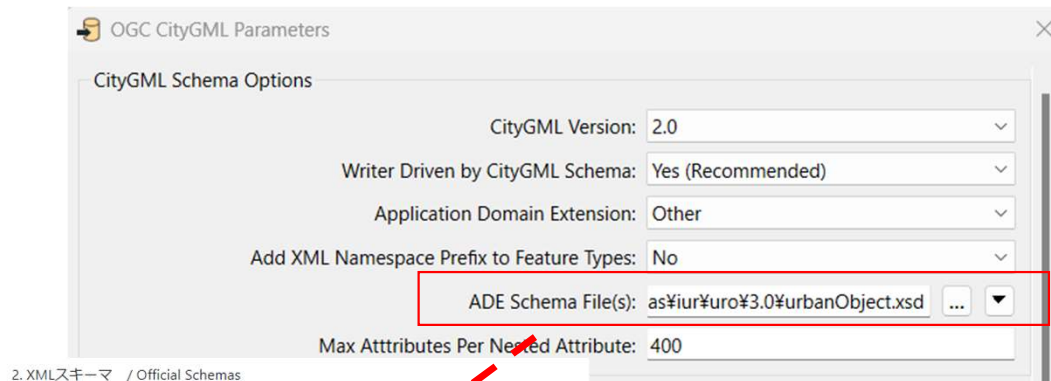 OGC CityGML Parameters
CityGML Schema Options
CityGML Version: 2.0
Writer Driven by CityGML Schema: Yes (Recommended)
Application Domain Extension: Other
Add XML Namespace Prefix to Feature Types: No
ADE Schema File(s): as¥iur¥uro¥3.0¥urbanObject.xsd ...
Max Atttributes Per Nested Attribute: 400
2. XMLスキーマ / Official Schemas